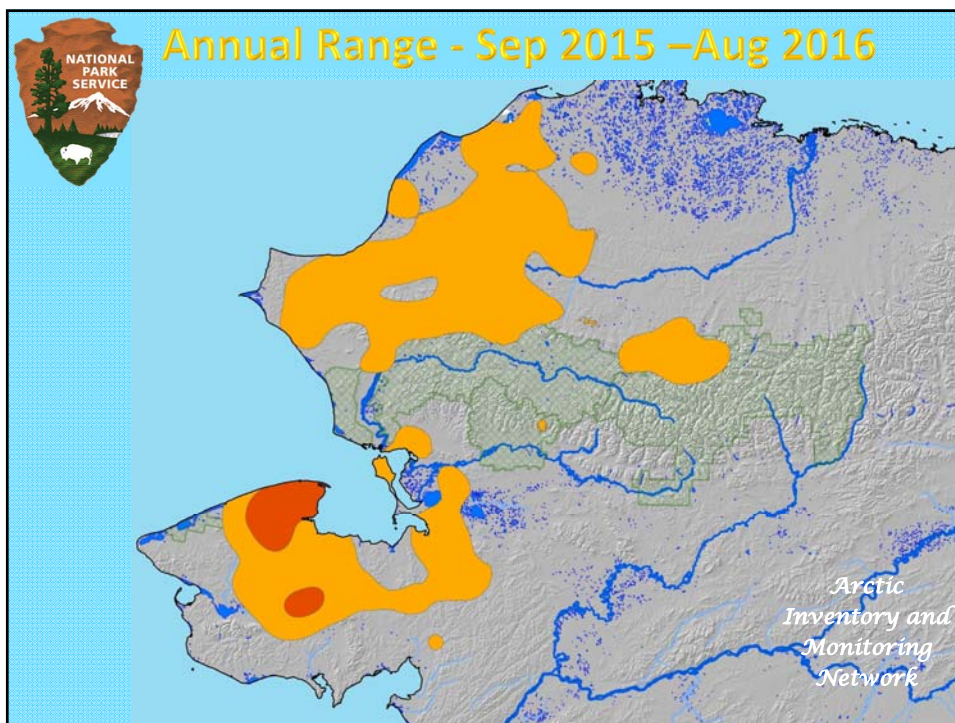 Annual Range - Sep 2015 –Aug 2016
NATIONAL
PARK
SERVICE
Arctic
Inventory and
Monitoring
Network